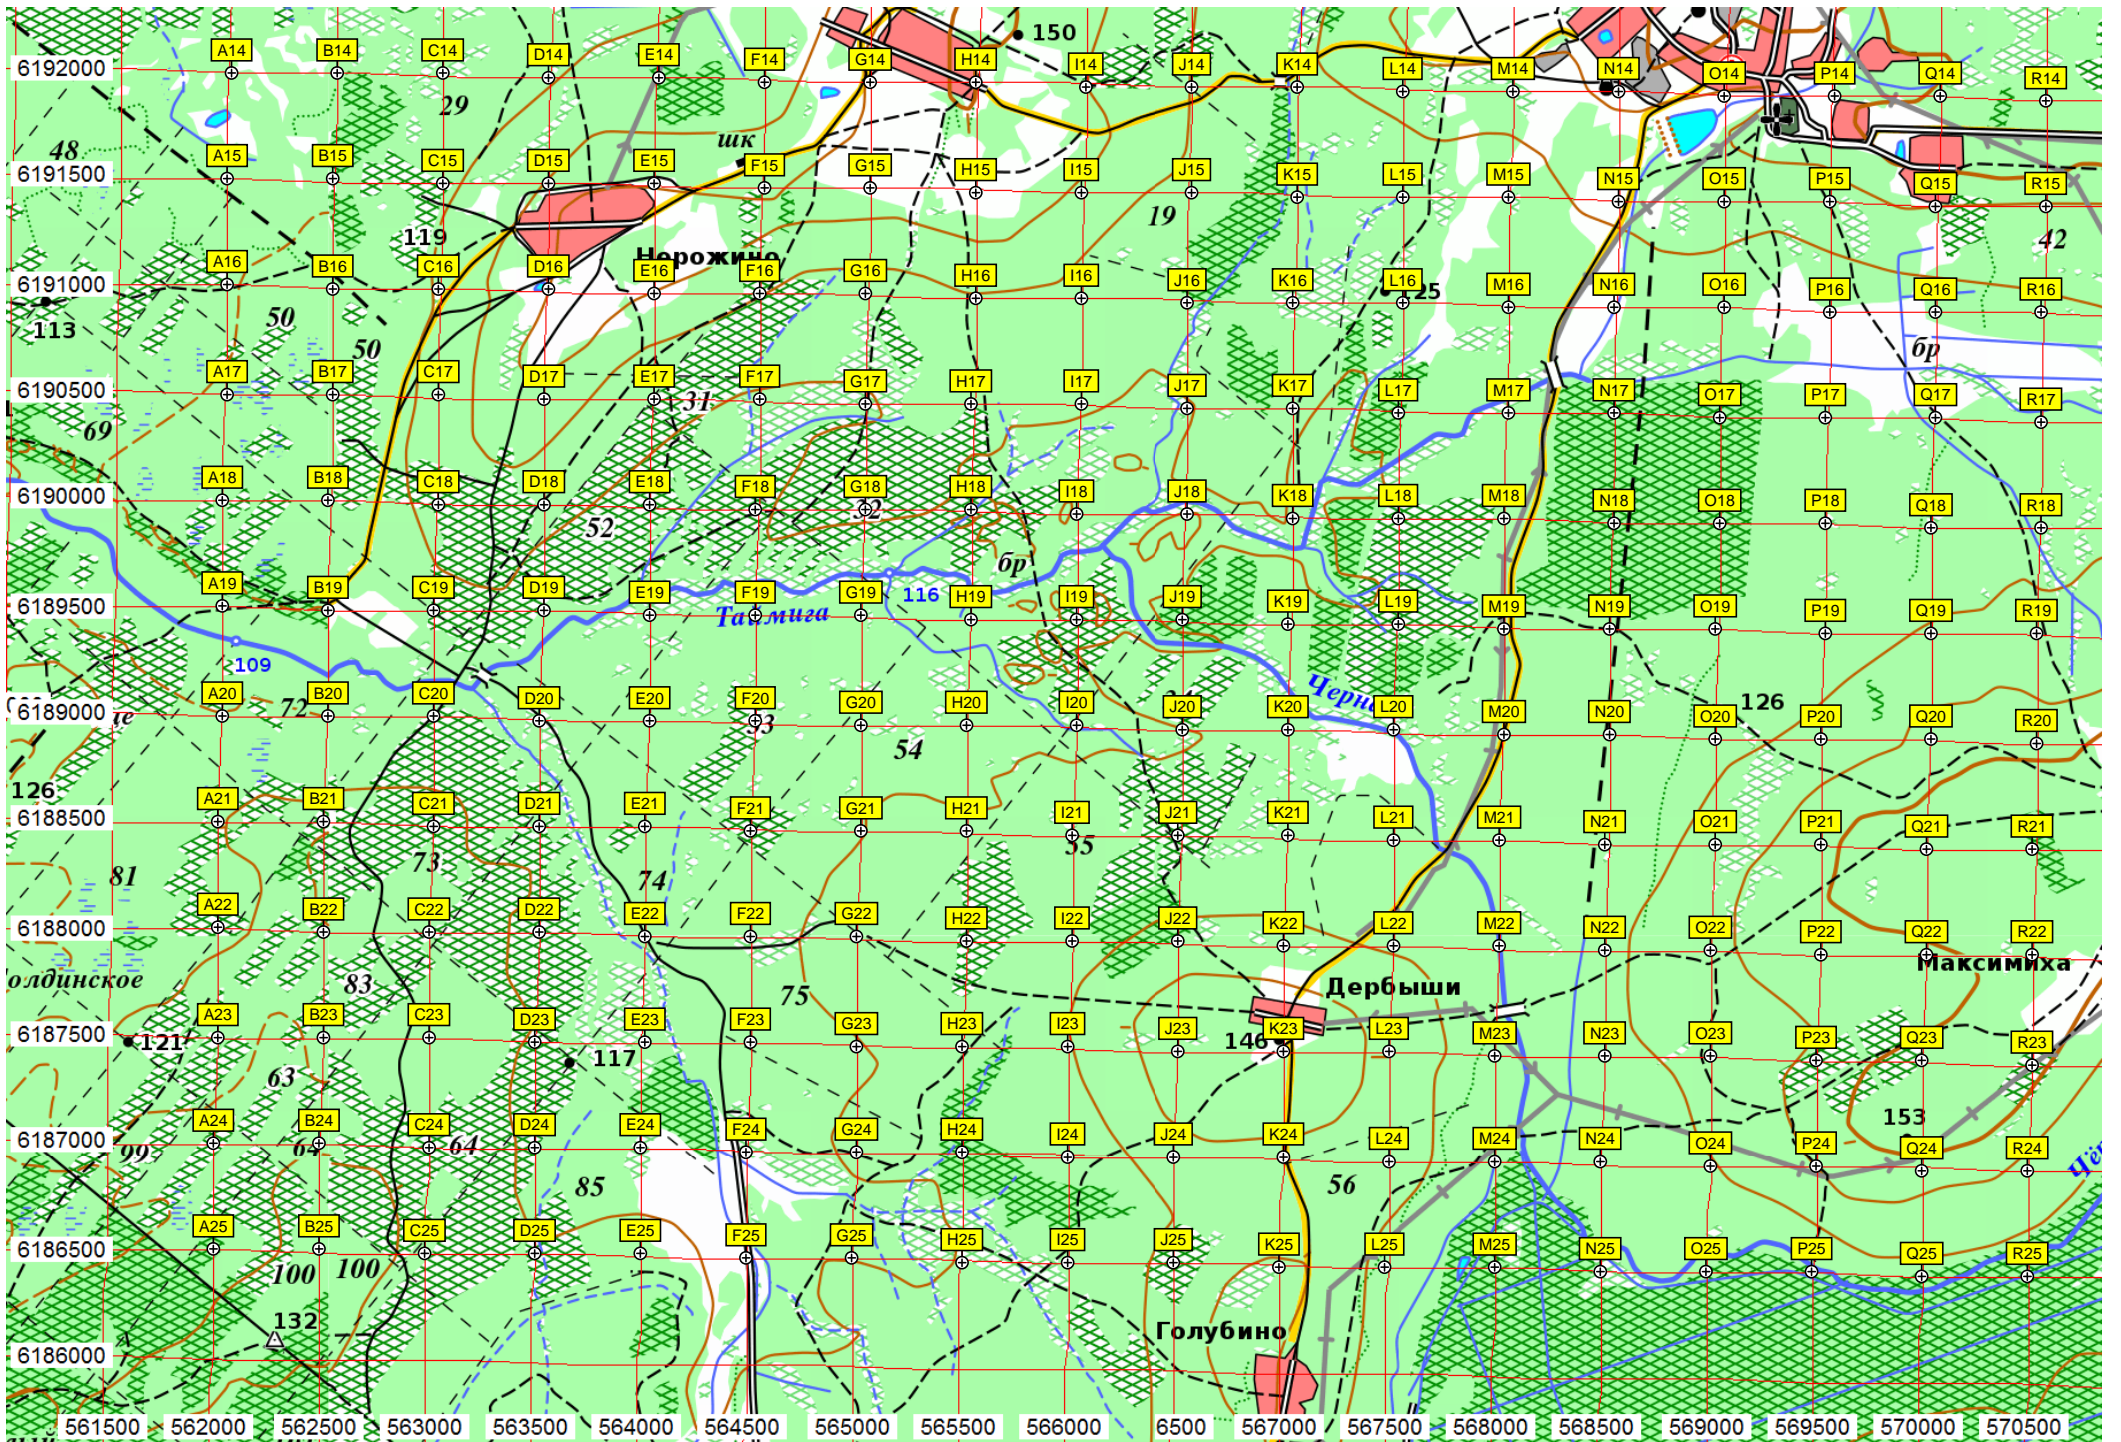 150
A14 B14 C14 D14 E14 F14 G14 H14 I14 J14 K14 L14 M14 N14 O14 P14 Q14 R14
6192000
29
шк
48
A15 B15 C15 D15 E15 F15 G15 H15 I15 J15 K15 L15 M15 N15 O15 P15 Q15 R15
6191500
19
119
42
Норожино
A16 B16 C16 D16 E16 F16 G16 H16 I16 J16 K16 L16 M16 N16 O16 P16 Q16 R16
6191000
113
50
50
бр
A17 B17 C17 D17 E17 F17 G17 H17 I17 J17 K17 L17 M17 N17 O17 P17 Q17 R17
6190500
31
69
A18 B18 C18 D18 E18 F18 G18 H18 I18 J18 K18 L18 M18 N18 O18 P18 Q18 R18
6190000
52
бр
A19 B19 C19 D19 E19 F19 G19 H19 I19 J19 K19 L19 M19 N19 O19 P19 Q19 R19
6189500
116
Таймига
109
A20 B20 C20 D20 E20 F20 G20 H20 I20 J20 K20 L20 M20 N20 O20 P20 Q20 R20
6189000
72
53
54
126
126
A21 B21 C21 D21 E21 F21 G21 H21 I21 J21 K21 L21 M21 N21 O21 P21 Q21 R21
6188500
55
73
81
74
A22 B22 C22 D22 E22 F22 G22 H22 I22 J22 K22 L22 M22 N22 O22 P22 Q22 R22
6188000
Максимиха
олдинское
83
75
Дербыши
A23 B23 C23 D23 E23 F23 G23 H23 I23 J23 K23 L23 M23 N23 O23 P23 Q23 R23
6187500
121
146
117
63
153
A24 B24 C24 D24 E24 F24 G24 H24 I24 J24 K24 L24 M24 N24 O24 P24 Q24 R24
6187000
99
64
64
85
56
A25 B25 C25 D25 E25 F25 G25 H25 I25 J25 K25 L25 M25 N25 O25 P25 Q25 R25
6186500
100
100
132
Голубино
6186000
561500 562000 562500 563000 563500 564000 564500 565000 565500 566000 6500 567000 567500 568000 568500 569000 569500 570000 570500